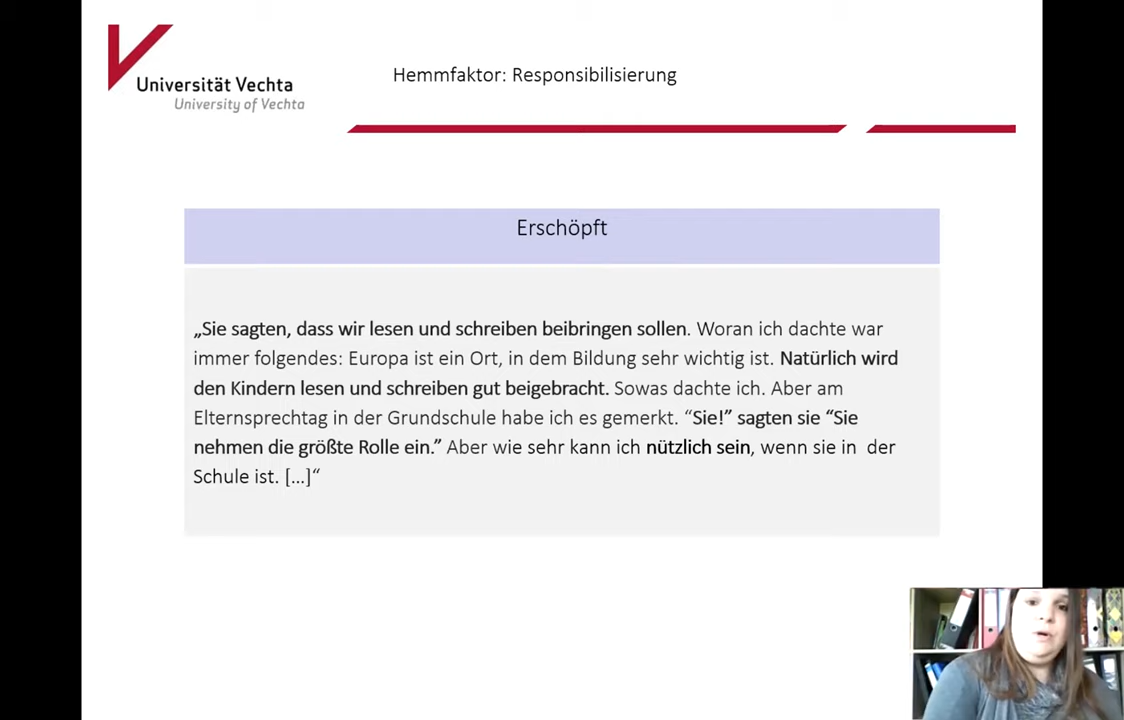 Universität Vechta
University of Vechta
Hemmfaktor: Responsibilisierung
Erschöpft
„Sie sagten, dass wir lesen und schreiben beibringen sollen. Woran ich dachte war
immer folgendes: Europa ist ein Ort, in dem Bildung sehr wichtig ist. Natürlich wird
den Kindern lesen und schreiben gut beigebracht. Sowas dachte ich. Aber am
Elternsprechtag in der Grundschule habe ich es gemerkt. “Sie!” sagten sie “Sie
nehmen die größte Rolle ein.” Aber wie sehr kann ich nützlich sein, wenn sie in der
Schule ist. […]“